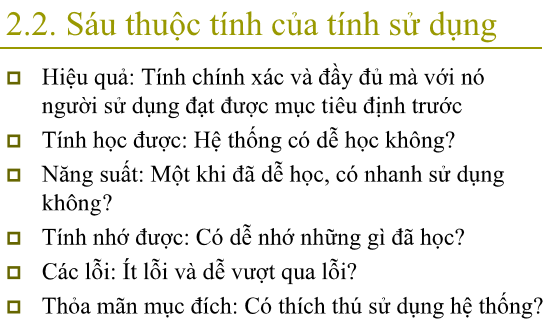 2.2. Sáu thuộc tính của tính sử dụng
Hiệu quả: Tính chính xác và đầy đủ mà với nó
người sử dụng đạt được mục tiêu định trước
Tính học được: Hệ thống có dễ học không?
Năng suất: Một khi đã dễ học, có nhanh sử dụng
không?
Tính nhớ được: Có dễ nhớ những gì đã học?
Các lỗi: Ít lỗi và dễ vượt qua lỗi?
Thỏa mãn mục đích: Có thích thú sử dụng hệ thống?